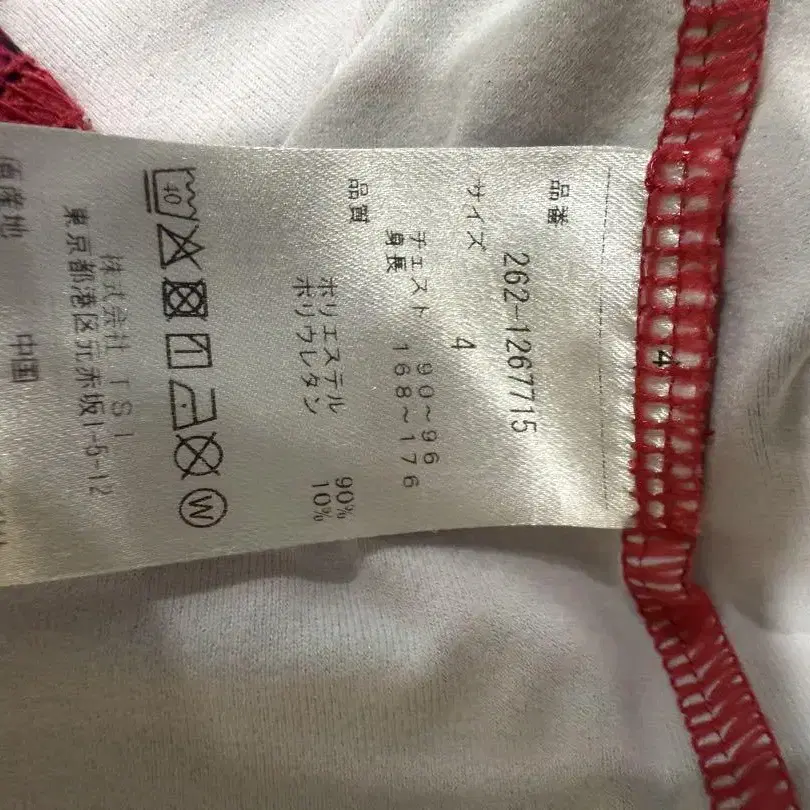 品番 262-1267715
サイズ 4
チェスト 90~96
身長 168~176
品質 ポリエステル 90%
ポリウレタン 10%
40
W
株式会社 TSI
東京都港区元赤坂1-5-12
原産地 中国
4